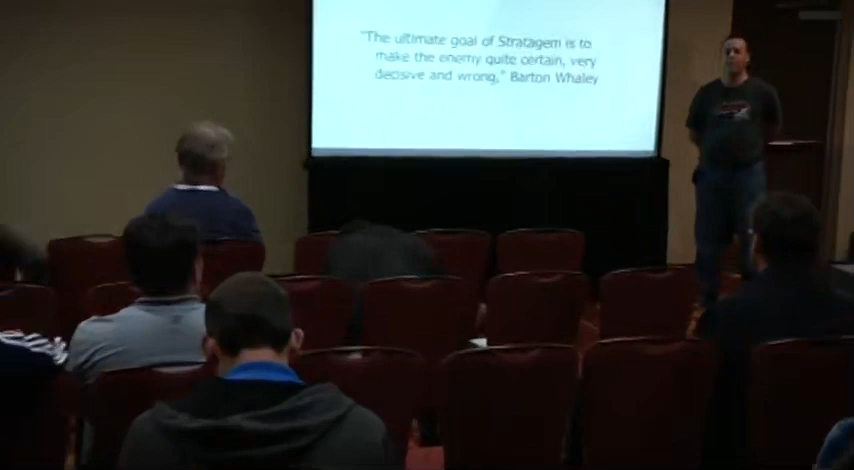 "The ultimate goal of Stratagem is to
make the enemy quite certain, very
decisive and wrong," Barton Whaley